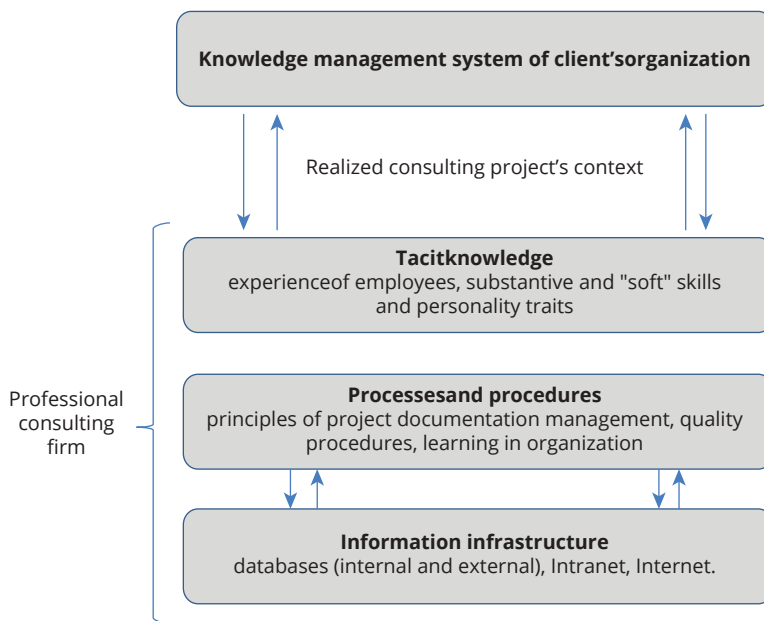 Knowledge management system of client'sorganization
Realized consulting project’s context
Tacitknowledge
experienceof employees, substantive and "soft" skills
and personality traits
Professional
consulting
firm
Processesand procedures
principles of project documentation management, quality
procedures, learning in organization
Information infrastructure
databases (internal and external), Intranet, Internet.